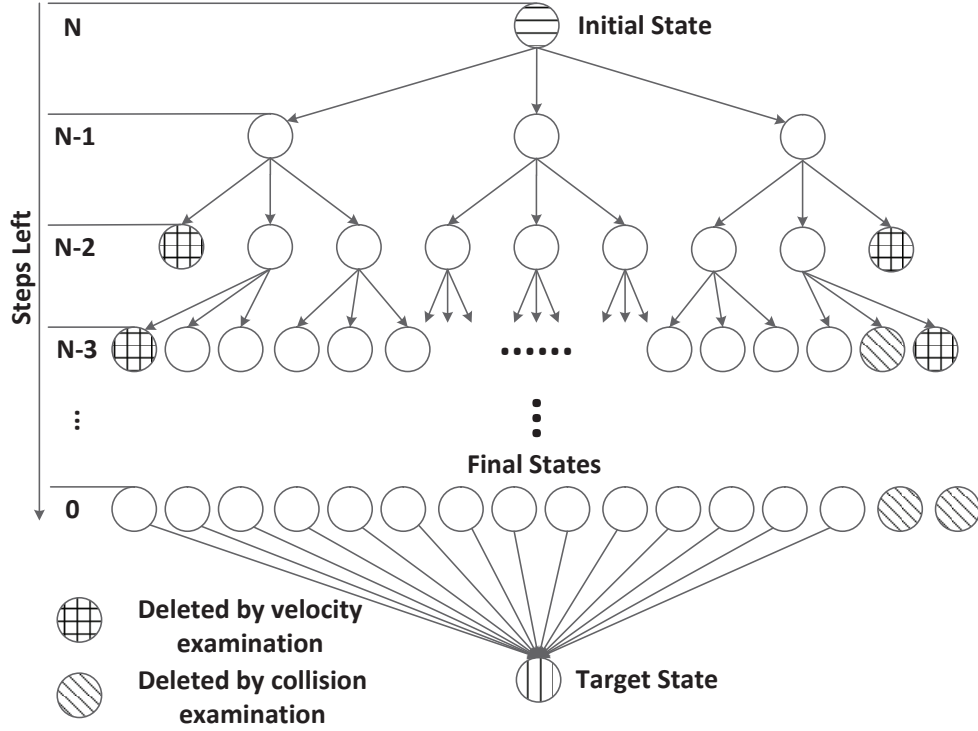 N
Initial State
N-1
N-2
Steps Left
N-3
......
⋮
⋮
Final States
0
Deleted by velocity
examination
Target State
Deleted by collision
examination